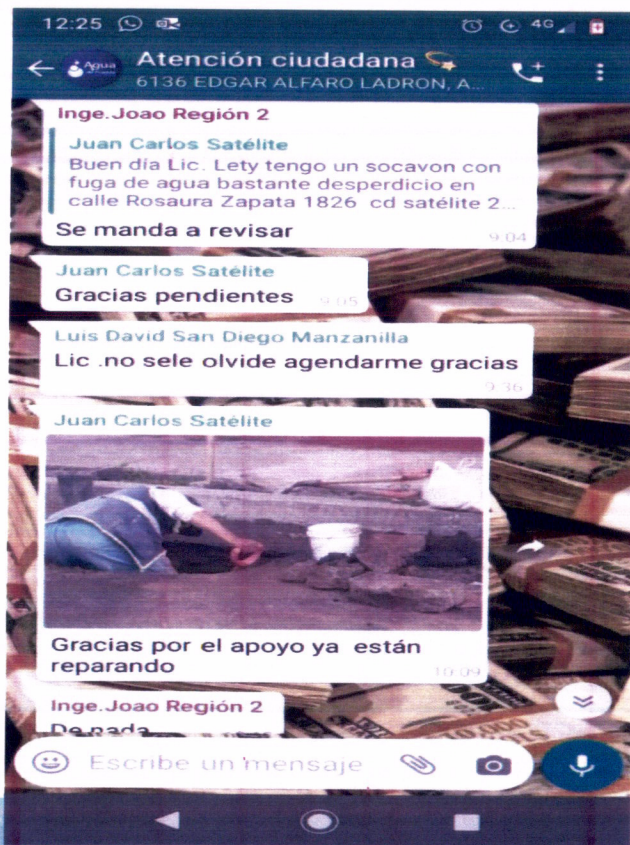 12:25
4G
Agua
Atención ciudadana
6136 EDGAR ALFARO LADRON, A...
Inge.Joao Región 2
Juan Carlos Satélite
Buen día Lic. Lety tengo un socavon con
fuga de agua bastante desperdicio en
calle Rosaura Zapata 1826 cd satélite 2...
Se manda a revisar
9:04
Juan Carlos Satélite
Gracias pendientes
9:05
Luis David San Diego Manzanilla
Lic .no sele olvide agendarme gracias
9:36
Juan Carlos Satélite
Gracias por el apoyo ya están
reparando
10:09
Inge.Joao Región 2
De nada
10,000
Escribe un mensaje